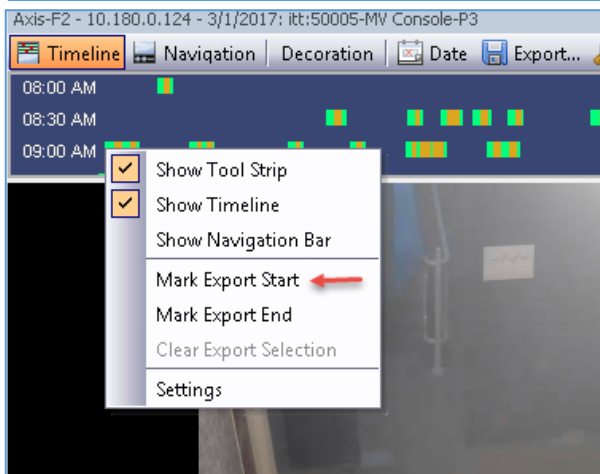 Axis-F2 - 10.180.0.124 - 3/1/2017: itt:50005-MV Console-P3
Timeline Navigation Decoration Date Export...
08:00 AM
08:30 AM
09:00 AM
Show Tool Strip
Show Timeline
Show Navigation Bar
Mark Export Start
Mark Export End
Clear Export Selection
Settings